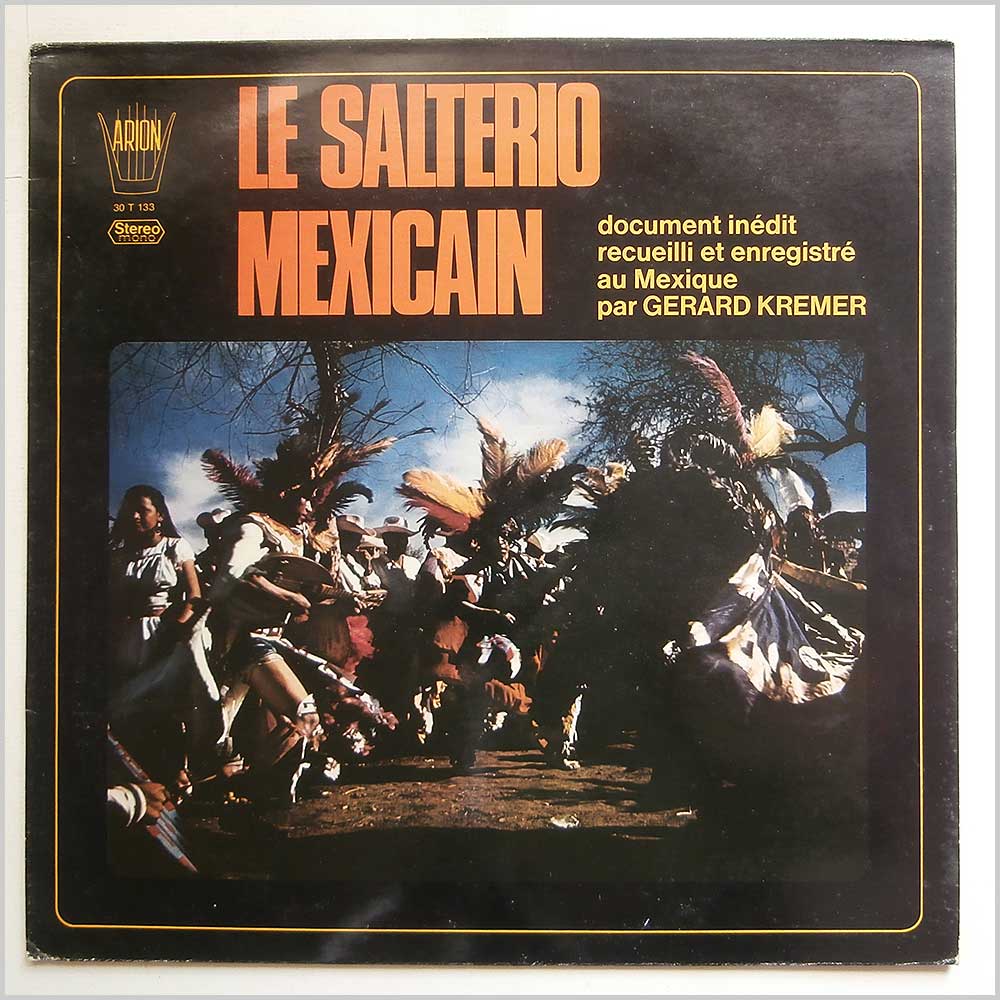 ARION
30 T 133
Stereo
mono
LE SALTERIO
MEXICAIN
document inédit
recueilli et enregistré
au Mexique
par GERARD KREMER